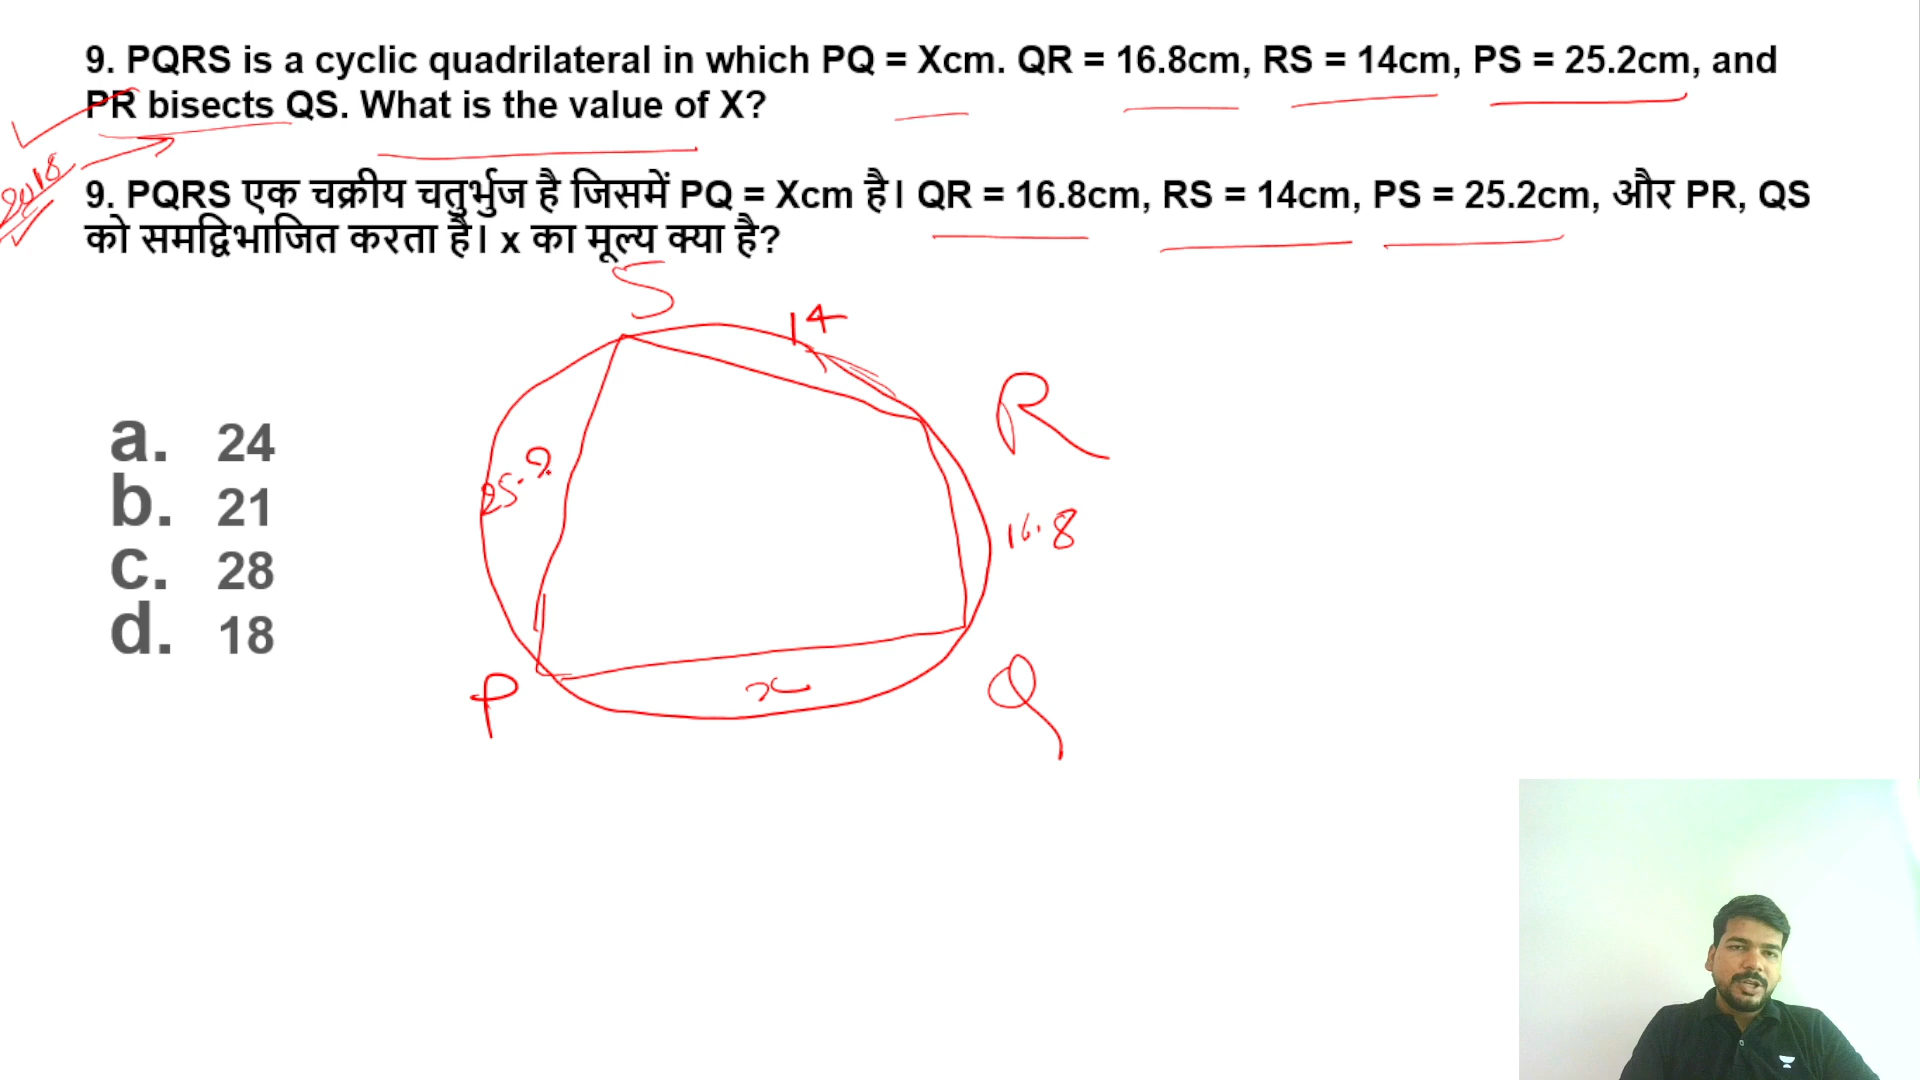 9. PQRS is a cyclic quadrilateral in which PQ = Xcm. QR = 16.8cm, RS = 14cm, PS = 25.2cm, and
PR bisects QS. What is the value of X?
2018
9. PQRS एक चक्रीय चतुर्भुज है जिसमें PQ = Xcm है। QR = 16.8cm, RS = 14cm, PS = 25.2cm, और PR, QS
को समद्विभाजित करता है। x का मूल्य क्या है?
S
14
R
a. 24
25.2
b. 21
16.8
c. 28
d. 18
P
x
Q